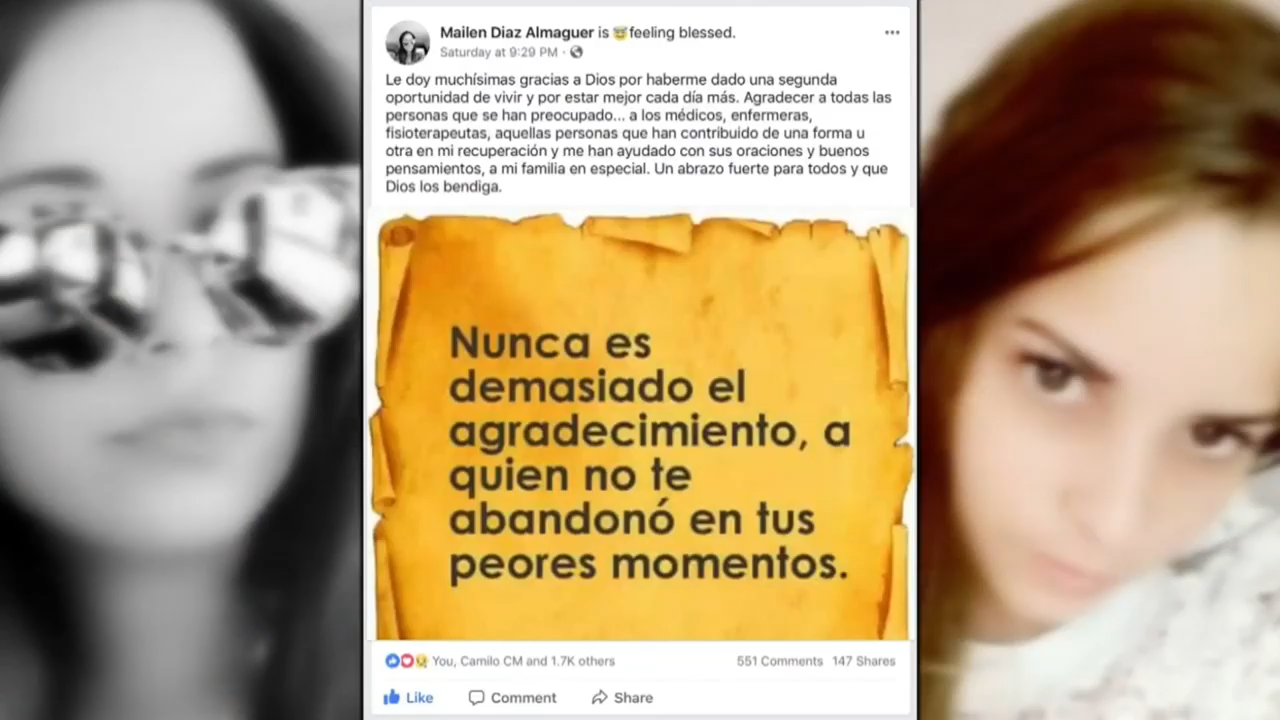 Mailen Diaz Almaguer is 😇 feeling blessed.
Saturday at 9:29 PM ·
Le doy muchísimas gracias a Dios por haberme dado una segunda
oportunidad de vivir y por estar mejor cada día más. Agradecer a todas las
personas que se han preocupado... a los médicos, enfermeras,
fisioterapeutas, aquellas personas que han contribuido de una forma u
otra en mi recuperación y me han ayudado con sus oraciones y buenos
pensamientos, a mi familia en especial. Un abrazo fuerte para todos y que
Dios los bendiga.
Nunca es
demasiado el
agradecimiento, a
quien no te
abandonó en tus
peores momentos.
You, Camilo CM and 1.7K others 551 Comments 147 Shares
Like Comment Share